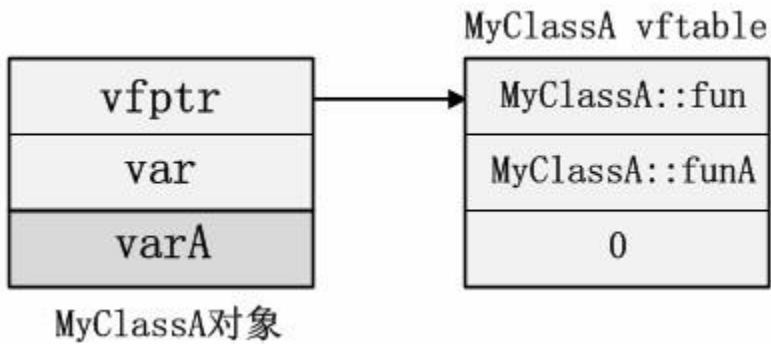 MyClassA vftable
vfptr
MyClassA::fun
var
MyClassA::funA
varA
0
MyClassA对象